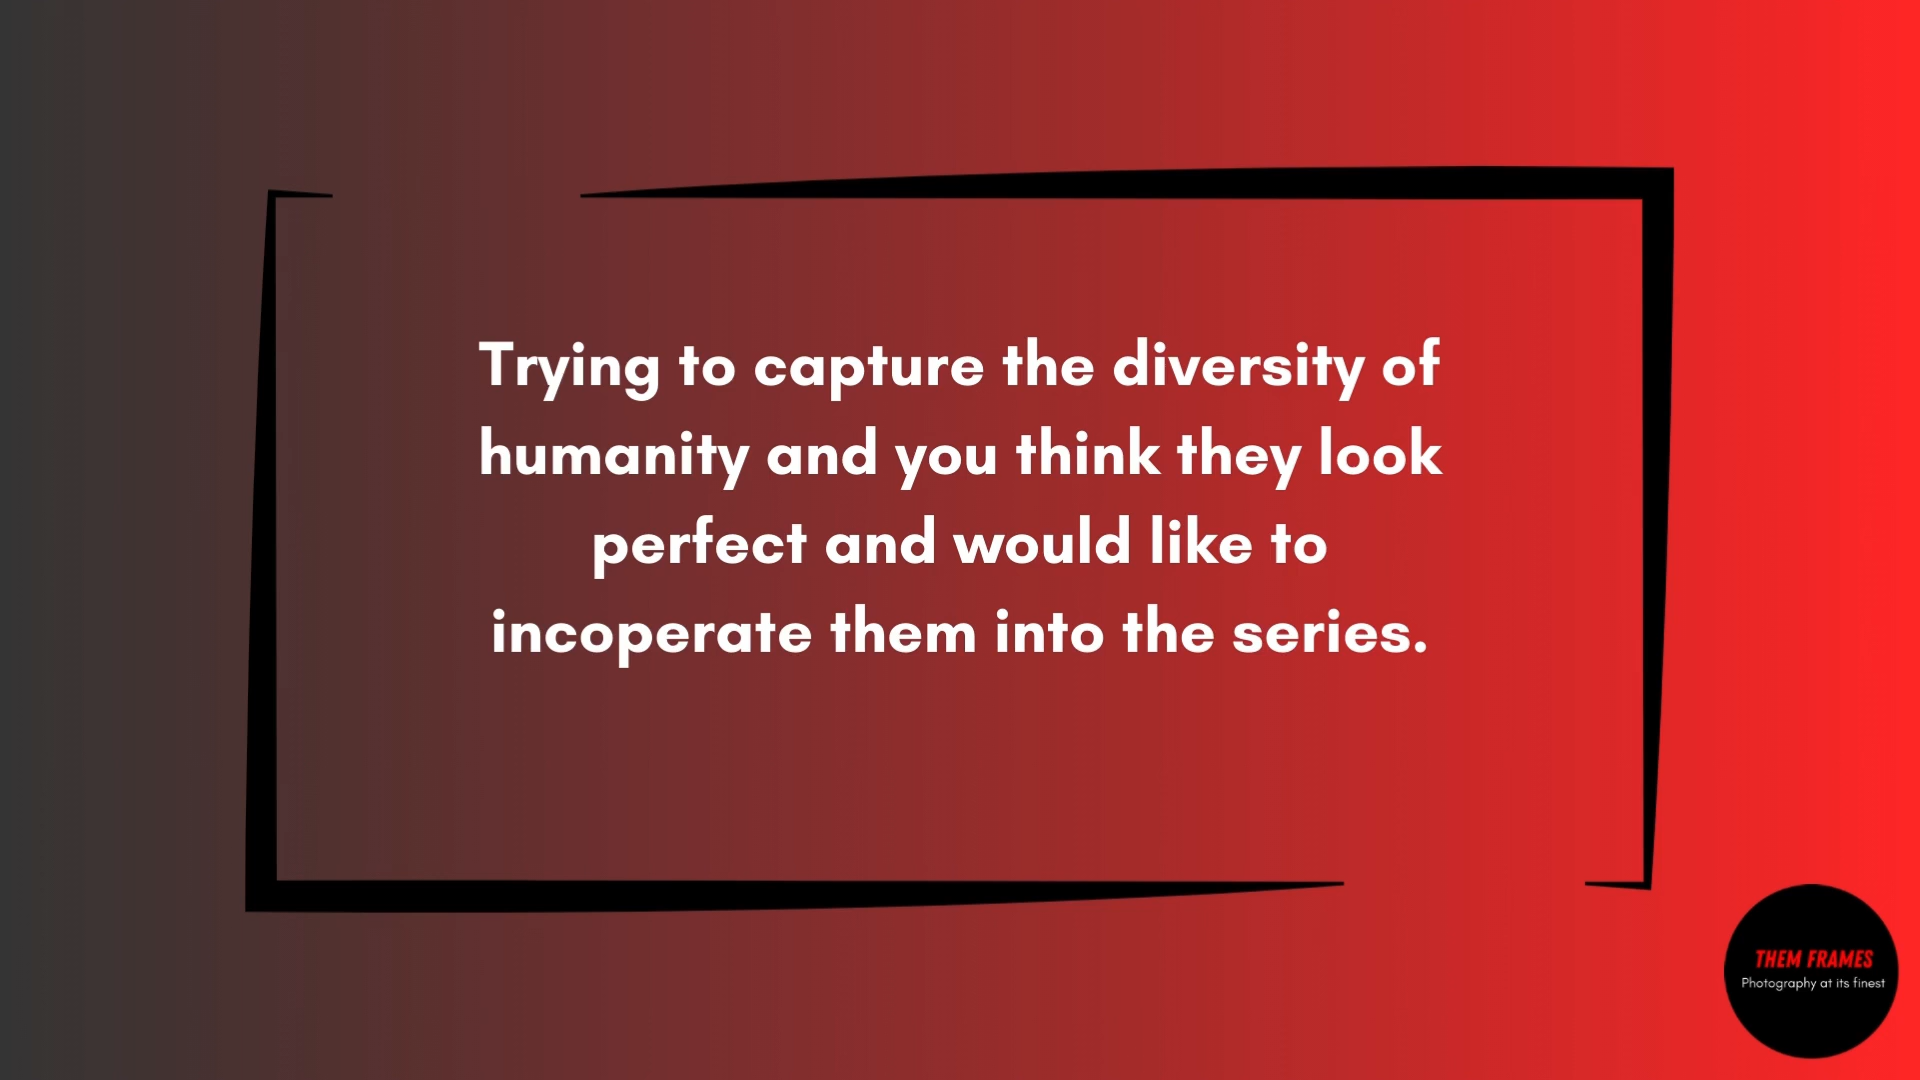 Trying to capture the diversity of
humanity and you think they look
perfect and would like to
incoperate them into the series.
THEM FRAMES
Photography at its finest